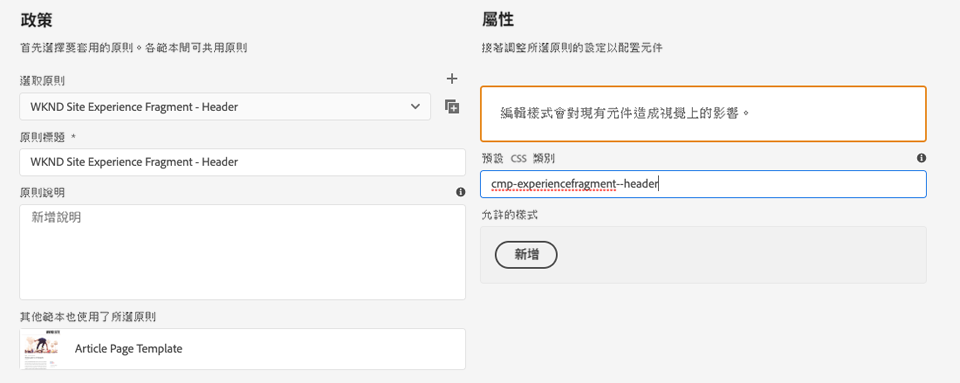 政策
首先選擇要套用的原則。各範本間可共用原則
選取原則
WKND Site Experience Fragment - Header
原則標題 *
WKND Site Experience Fragment - Header
原則說明
新增說明
其他範本也使用了所選原則
Article Page Template
屬性
接著調整所選原則的設定以配置元件
編輯樣式會對現有元件造成視覺上的影響。
預設 CSS 類別
cmp-experiencefragment--header
允許的樣式
新增